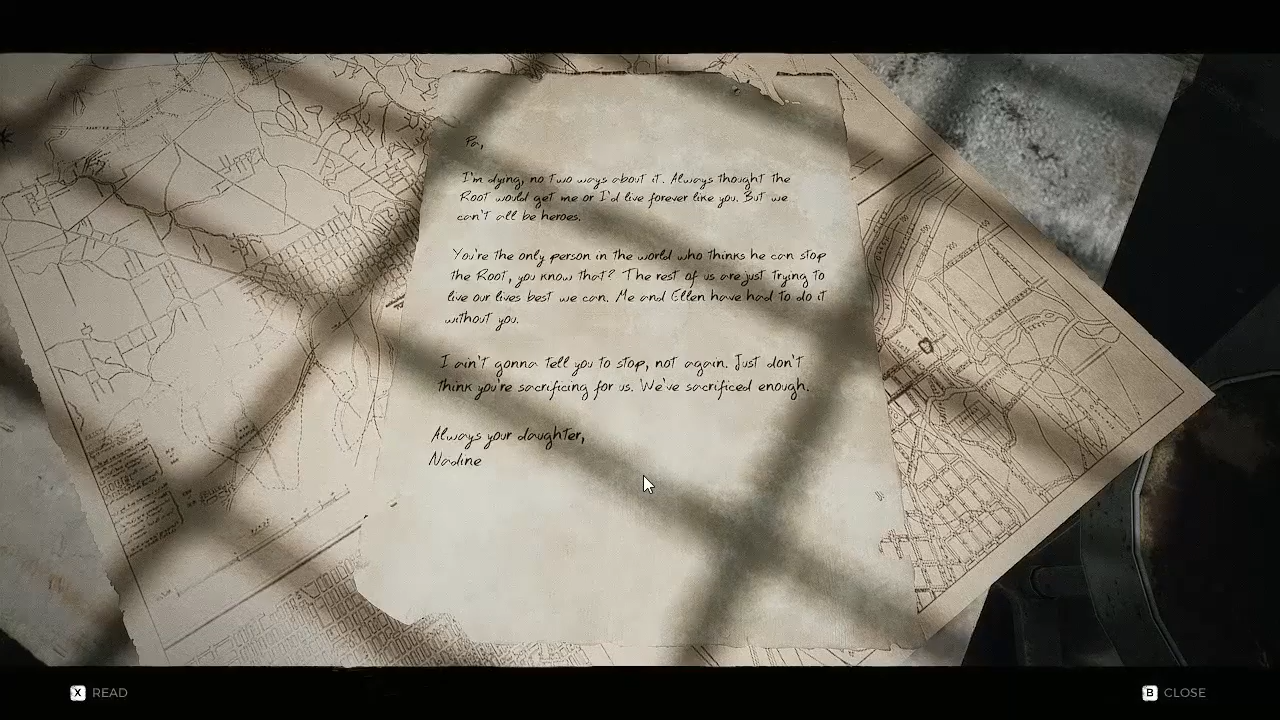 Pa,
I'm dying, no two ways about it. Always thought the
Root would get me or I'd live forever like you. But we
can't all be heroes.
You're the only person in the world who thinks he can stop
the Root, you know that? The rest of us are just trying to
live our lives best we can. Me and Ellen have had to do it
without you.
I ain't gonna tell you to stop, not again. Just don't
think you're sacrificing for us. We've sacrificed enough.
Always your daughter,
Nadine
X READ
B CLOSE